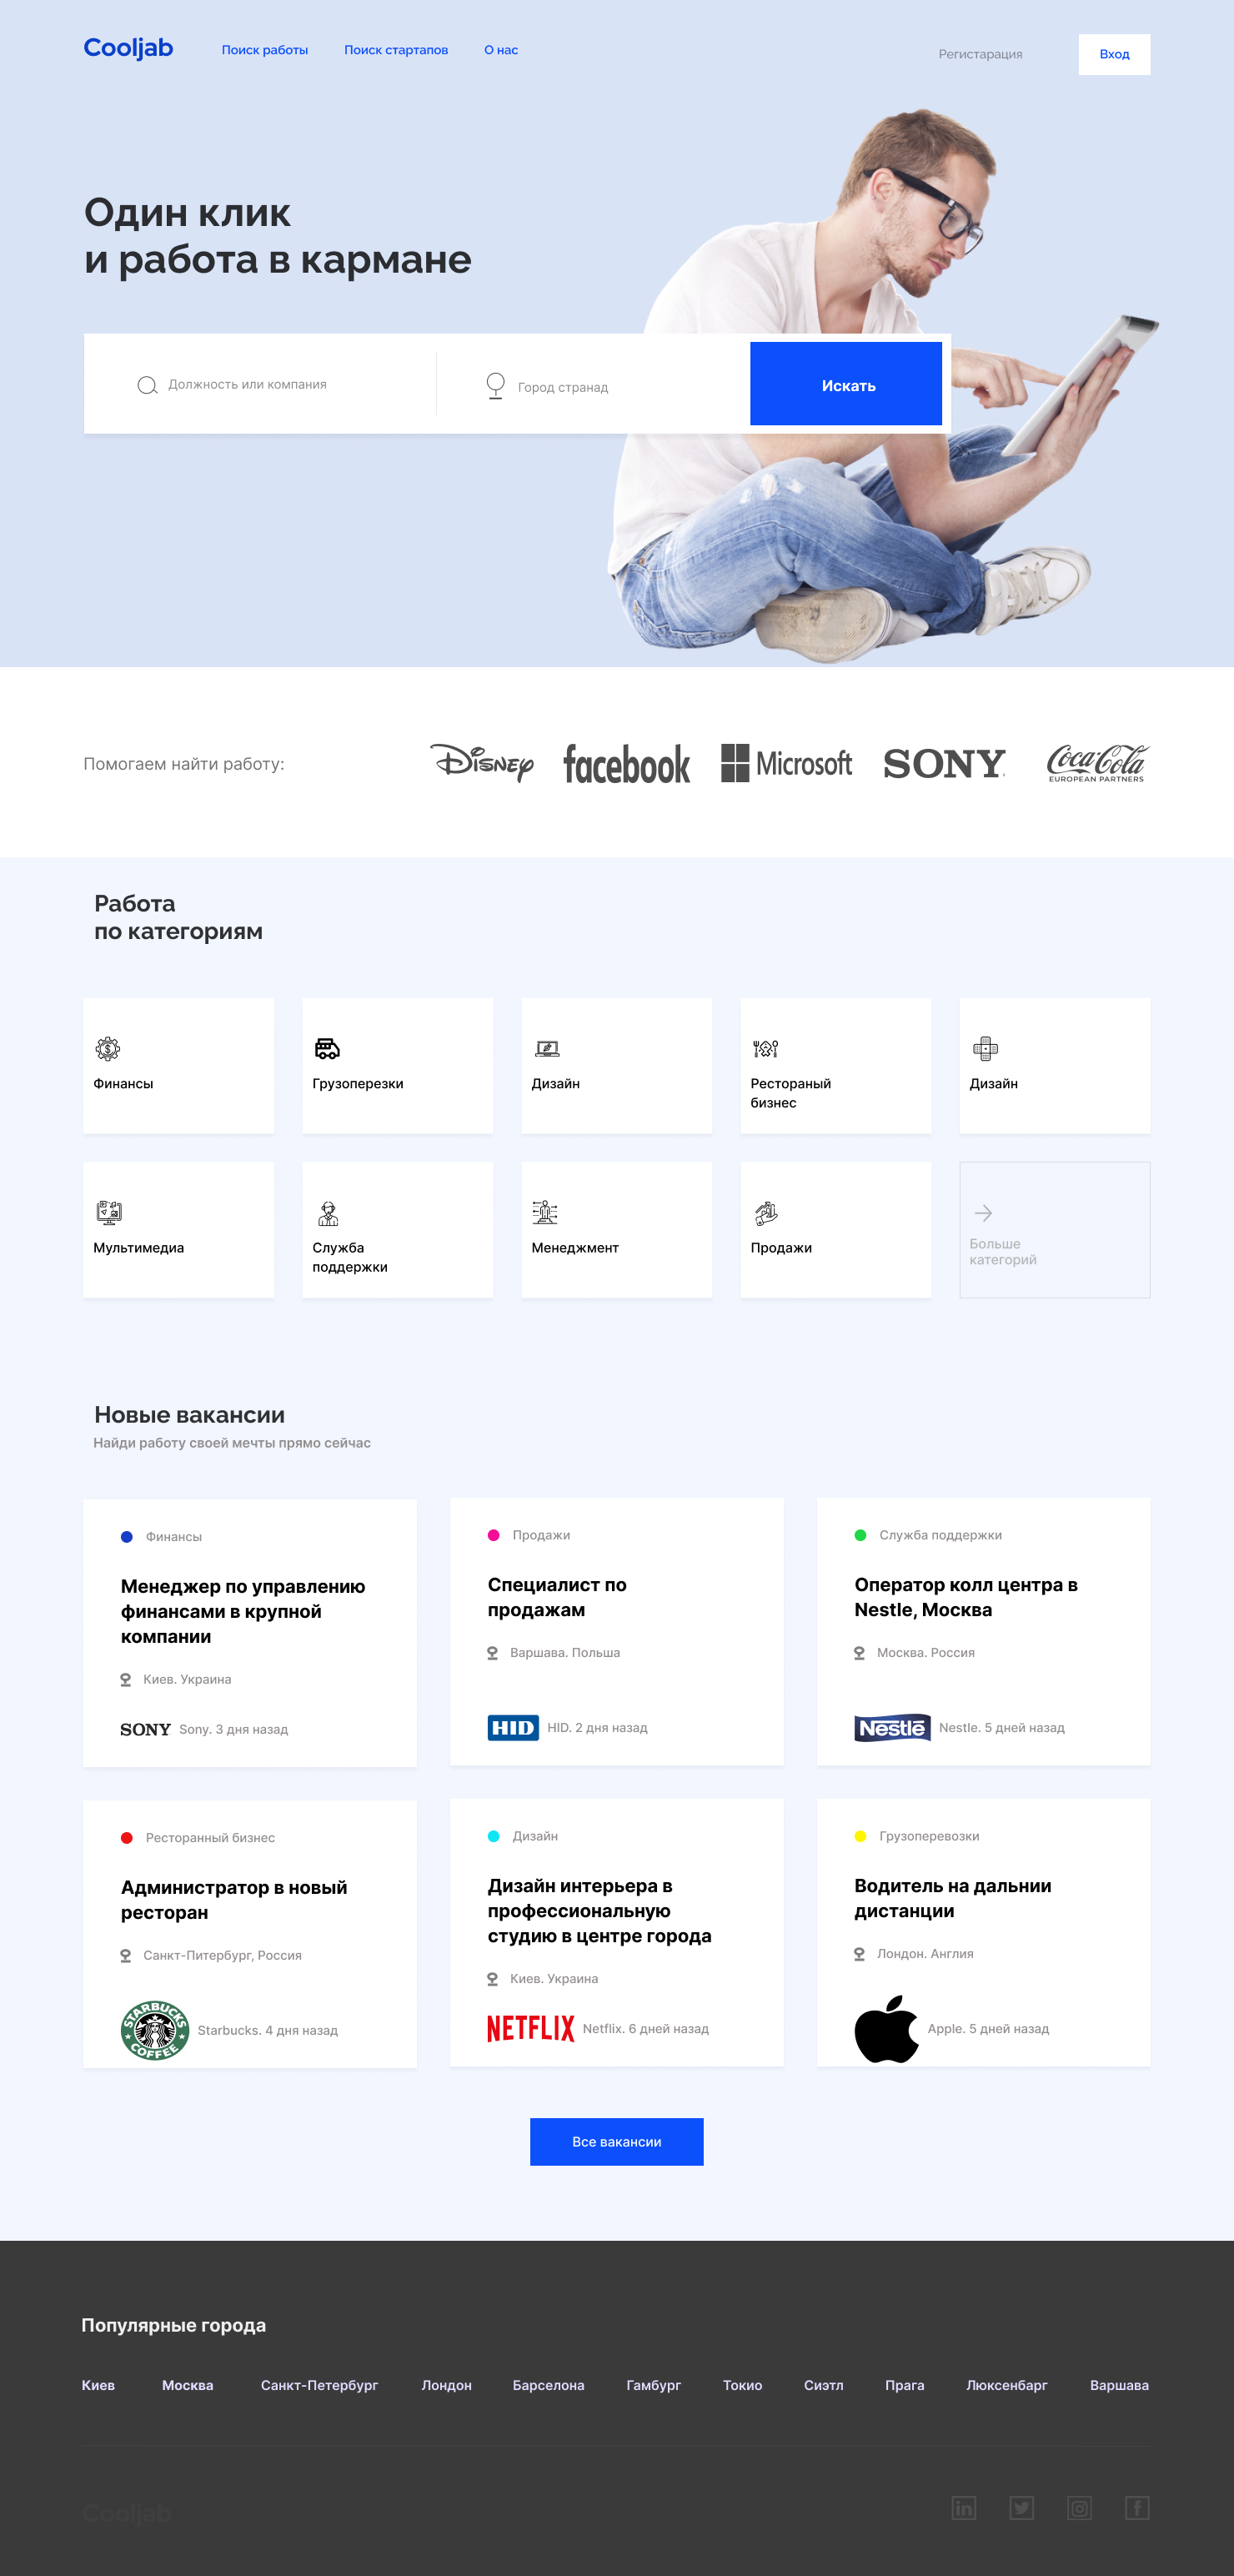 Cooljab
Поиск работы
Поиск стартапов
О нас
Регистарация
Вход
Один клик
и работа в кармане
Должность или компания
Город странад
Искать
Помогаем найти работу:
Disney
facebook
Microsoft
SONY
Coca-Cola
EUROPEAN PARTNERS
Работа
по категориям
Финансы
Грузоперезки
Дизайн
Рестораный
бизнес
Дизайн
Мультимедиа
Служба
поддержки
Менеджмент
Продажи
Больше
категорий
Новые вакансии
Найди работу своей мечты прямо сейчас
Финансы
Менеджер по управлению
финансами в крупной
компании
Киев. Украина
SONY
Sony. 3 дня назад
Продажи
Специалист по
продажам
Варшава. Польша
HID
HID. 2 дня назад
Служба поддержки
Оператор колл центра в
Nestle, Москва
Москва. Россия
Nestlé
Nestle. 5 дней назад
Ресторанный бизнес
Администратор в новый
ресторан
Санкт-Питербург, Россия
STARBUCKS
COFFEE
Starbucks. 4 дня назад
Дизайн
Дизайн интерьера в
профессиональную
студию в центре города
Киев. Украина
NETFLIX
Netflix. 6 дней назад
Грузоперевозки
Водитель на дальнии
дистанции
Лондон. Англия
Apple. 5 дней назад
Все вакансии
Популярные города
Киев
Москва
Санкт-Петербург
Лондон
Барселона
Гамбург
Токио
Сиэтл
Прага
Люксенбарг
Варшава
Cooljab